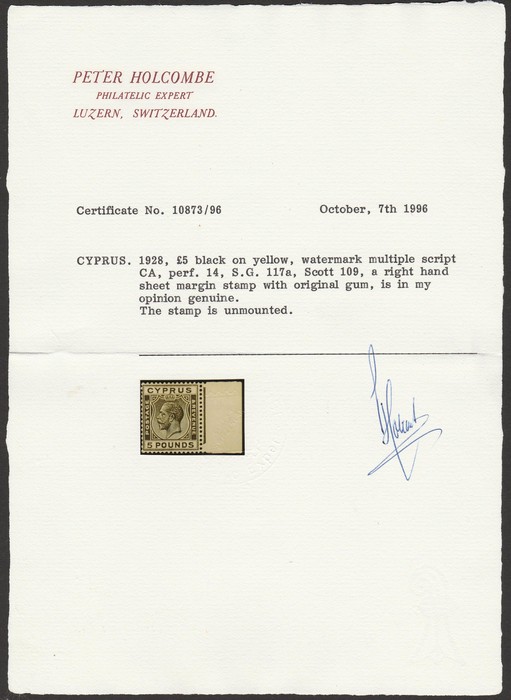 PETER HOLCOMBE
PHILATELIC EXPERT
LUZERN, SWITZERLAND.
Certificate No. 10873/96 October, 7th 1996
CYPRUS. 1928, £5 black on yellow, watermark multiple script
CA, perf. 14, S.G. 117a, Scott 109, a right hand
sheet margin stamp with original gum, is in my
opinion genuine.
The stamp is unmounted.
CYPRUS
POSTAGE
REVENUE
5 POUNDS